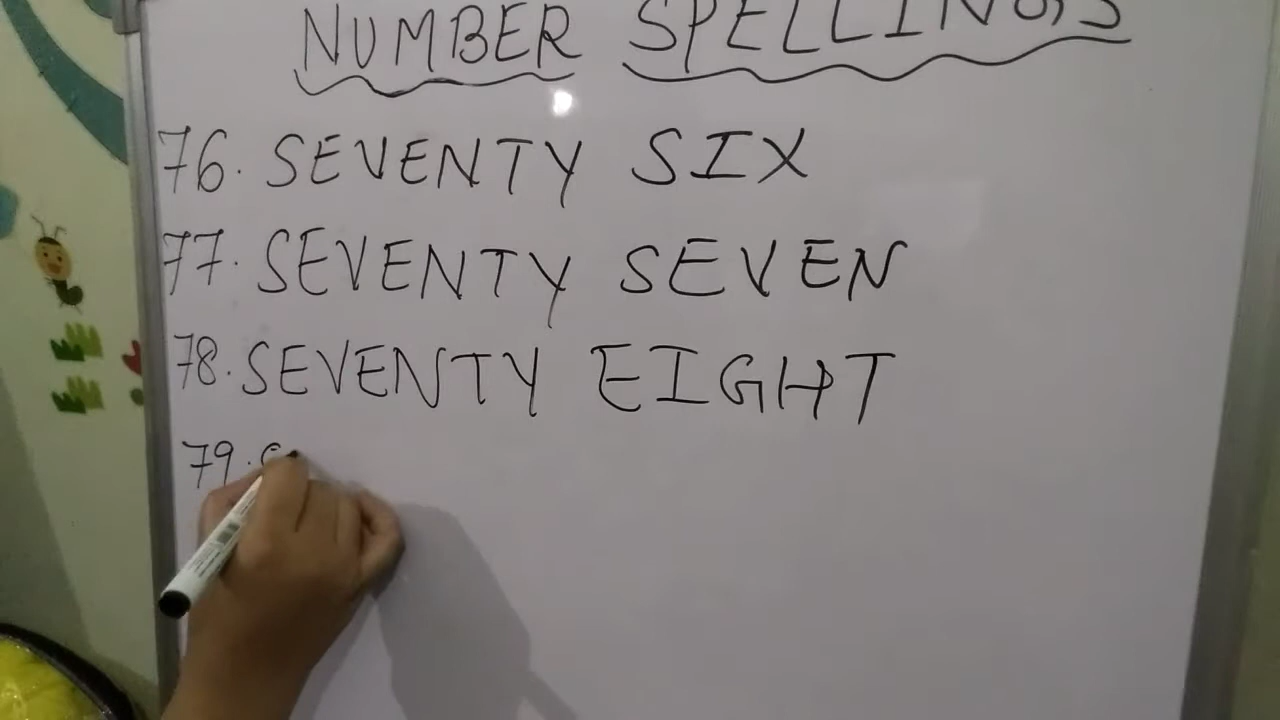 NUMBER SPELLINGS
76. SEVENTY SIX
77. SEVENTY SEVEN
78. SEVENTY EIGHT
79. S